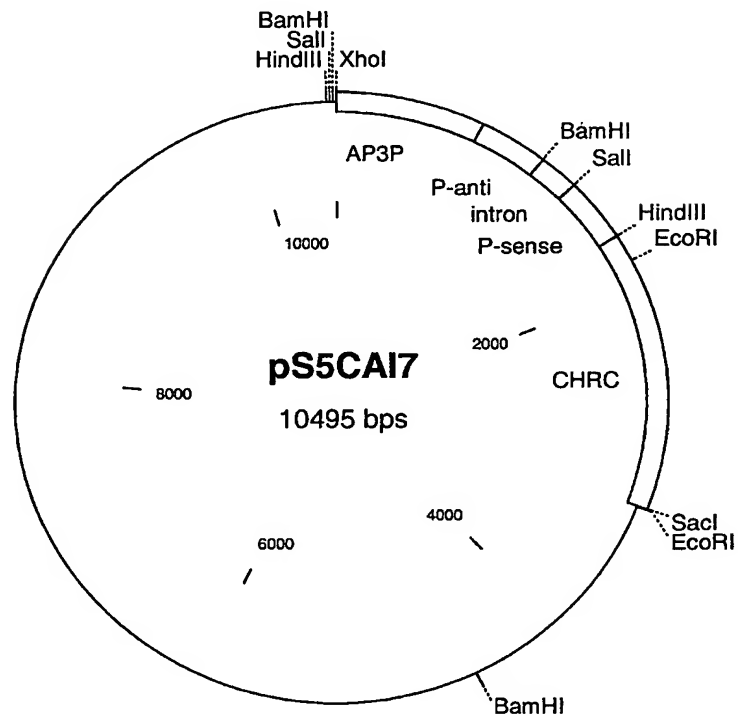 BamHI
SalI
HindIII XhoI
AP3P
BamHI
SalI
P-anti
intron
P-sense
HindIII
EcoRI
10000
2000
pS5CAI7
10495 bps
CHRC
8000
4000
6000
SacI
EcoRI
BamHI